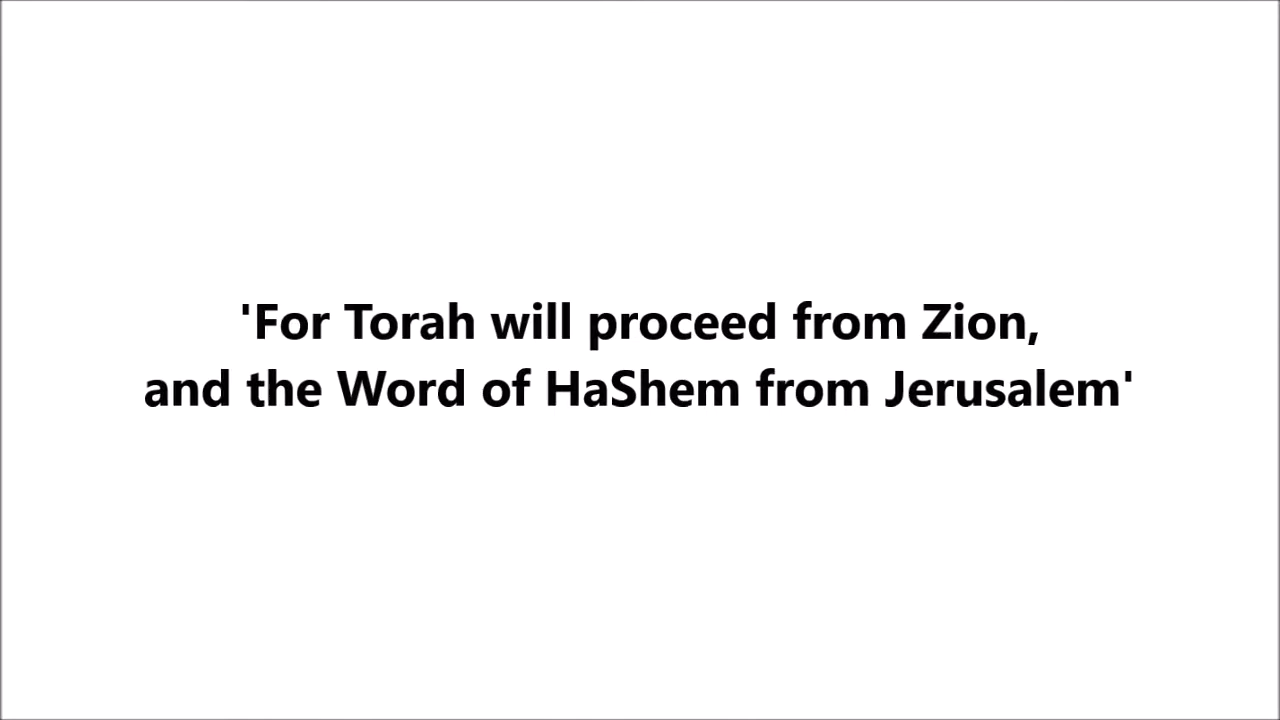 'For Torah will proceed from Zion,
and the Word of HaShem from Jerusalem'